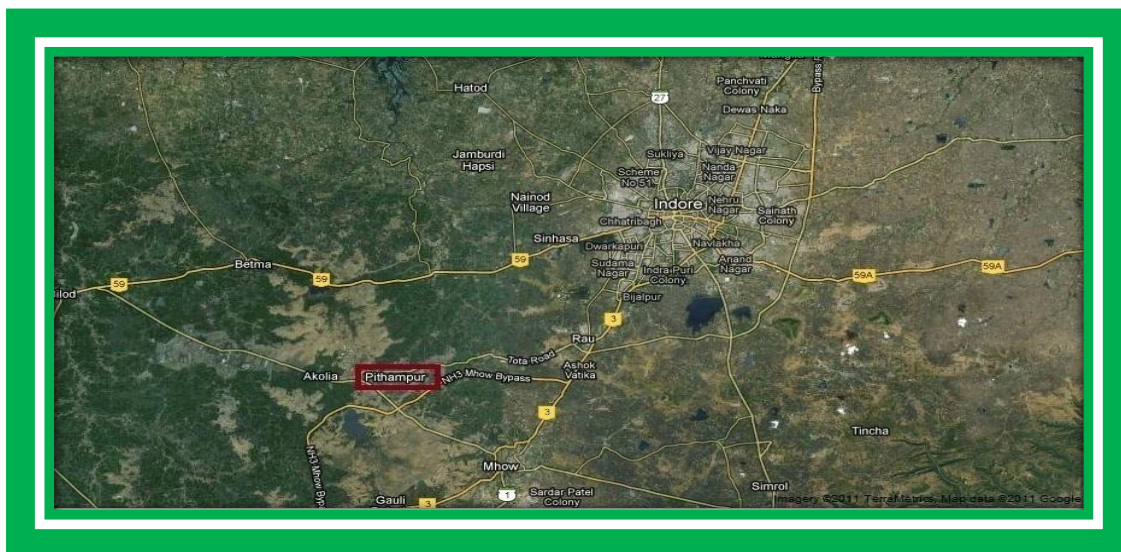 Panchvati
Colony
Bypass
Hatod
27
Dewas Naka
Jamburdi
Hapsi
Sukliya
Vijay Nagar
Scheme
No 51
Nanda
Nagar
Nainod
Village
Indore
Nehru
Nagar
Sainath
Colony
Chhatribagh
Sinhasa
Dwarkapuri
Navlakha
59
Betma
59
59
Sudama
Nagar
Indra Puri
Colony
Anand
Nagar
59A
59A
Bijalpur
3
Rau
Tota Road
Ashok
Vatika
Akolia
Pithampur
NH3 Mhow Bypass
3
Tincha
NH3 Mhow
Mhow
1
Sardar Patel
Colony
Simrol
Gauli
3
Imagery ©2011 TerraMetrics, Map data ©2011 Google